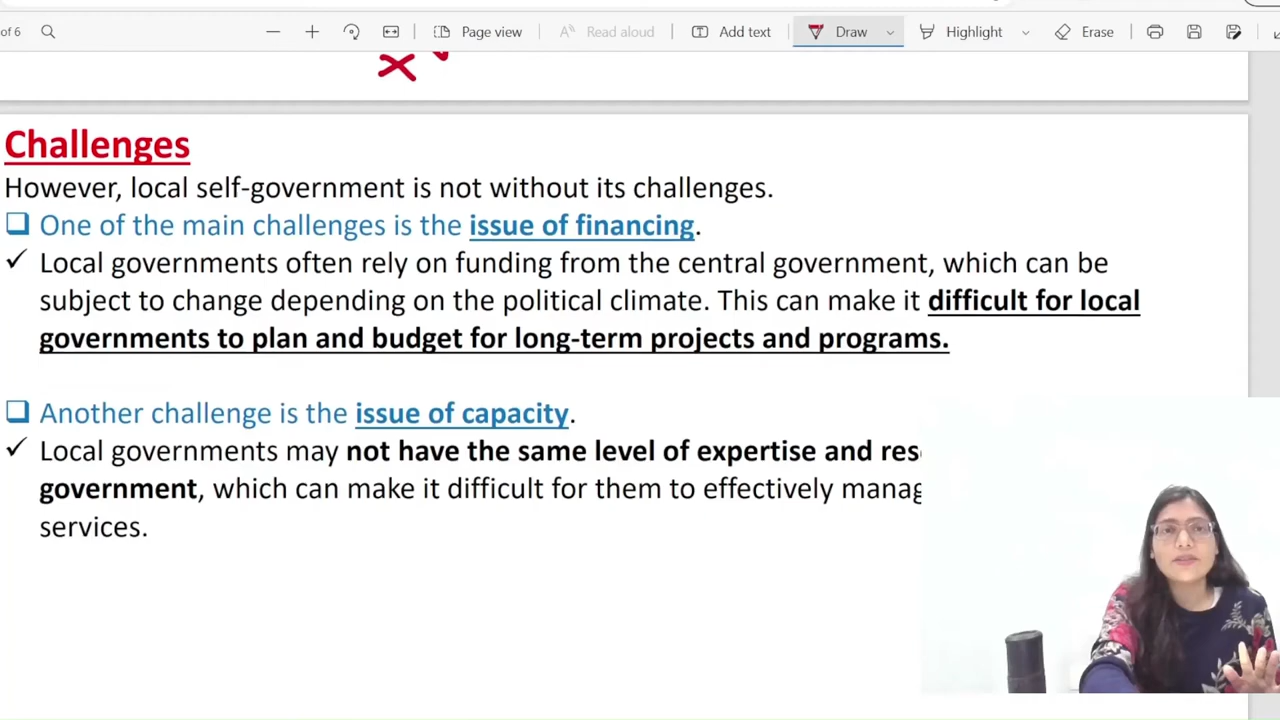 of 6
Page view
Read aloud
Add text
Draw
Highlight
Erase
Challenges
However, local self-government is not without its challenges.
One of the main challenges is the issue of financing.
Local governments often rely on funding from the central government, which can be
subject to change depending on the political climate. This can make it difficult for local
governments to plan and budget for long-term projects and programs.
Another challenge is the issue of capacity.
Local governments may not have the same level of expertise and
government, which can make it difficult for them to effectively
services.